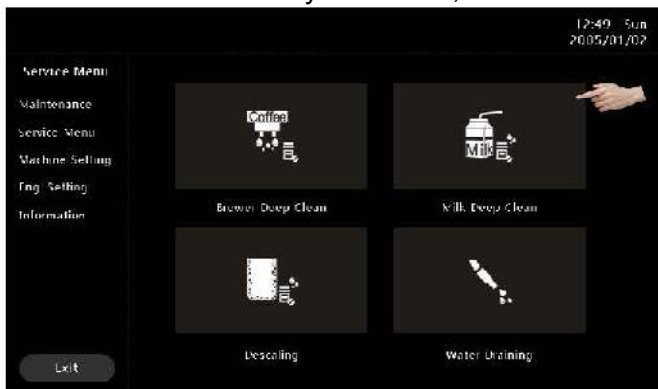 12:49 Sun
2005/01/02
Service Menu
Maintenance
Service Menu
Machine Setting
Eng. Setting
Information
Exit
Coffee
Brewer Deep Clean
Milk
Milk Deep Clean
Descaling
Water Draining